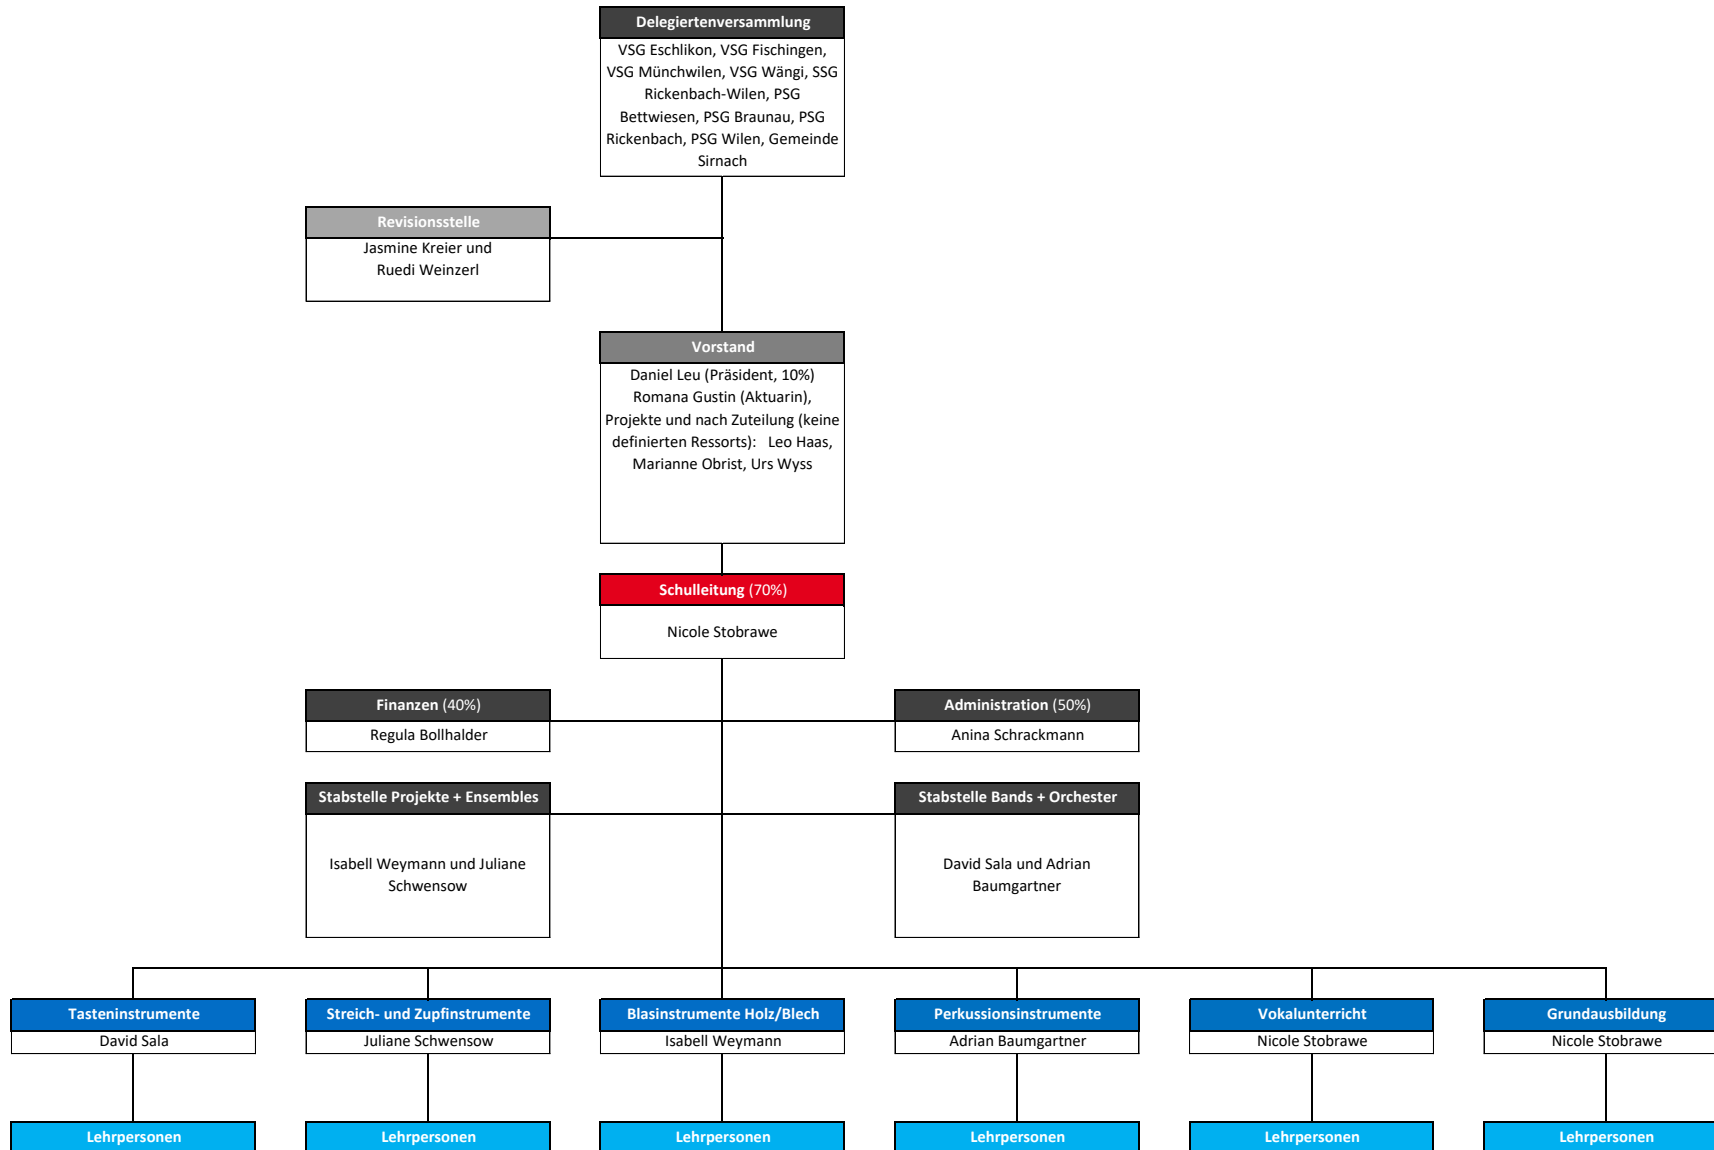 Delegiertenversammlung
VSG Eschlikon, VSG Fischingen,
VSG Münchwilen, VSG Wängi, SSG
Rickenbach-Wilen, PSG
Bettwiesen, PSG Braunau, PSG
Rickenbach, PSG Wilen, Gemeinde
Sirnach
Revisionsstelle
Jasmine Kreier und
Ruedi Weinzerl
Vorstand
Daniel Leu (Präsident, 10%)
Romana Gustin (Aktuarin),
Projekte und nach Zuteilung (keine
definierten Ressorts): Leo Haas,
Marianne Obrist, Urs Wyss
Schulleitung (70%)
Nicole Stobrawe
Finanzen (40%)
Regula Bollhalder
Administration (50%)
Anina Schrackmann
Stabstelle Projekte + Ensembles
Isabell Weymann und Juliane
Schwensow
Stabstelle Bands + Orchester
David Sala und Adrian
Baumgartner
Tasteninstrumente
David Sala
Streich- und Zupfinstrumente
Juliane Schwensow
Blasinstrumente Holz/Blech
Isabell Weymann
Perkussionsinstrumente
Adrian Baumgartner
Vokalunterricht
Nicole Stobrawe
Grundausbildung
Nicole Stobrawe
Lehrpersonen
Lehrpersonen
Lehrpersonen
Lehrpersonen
Lehrpersonen
Lehrpersonen